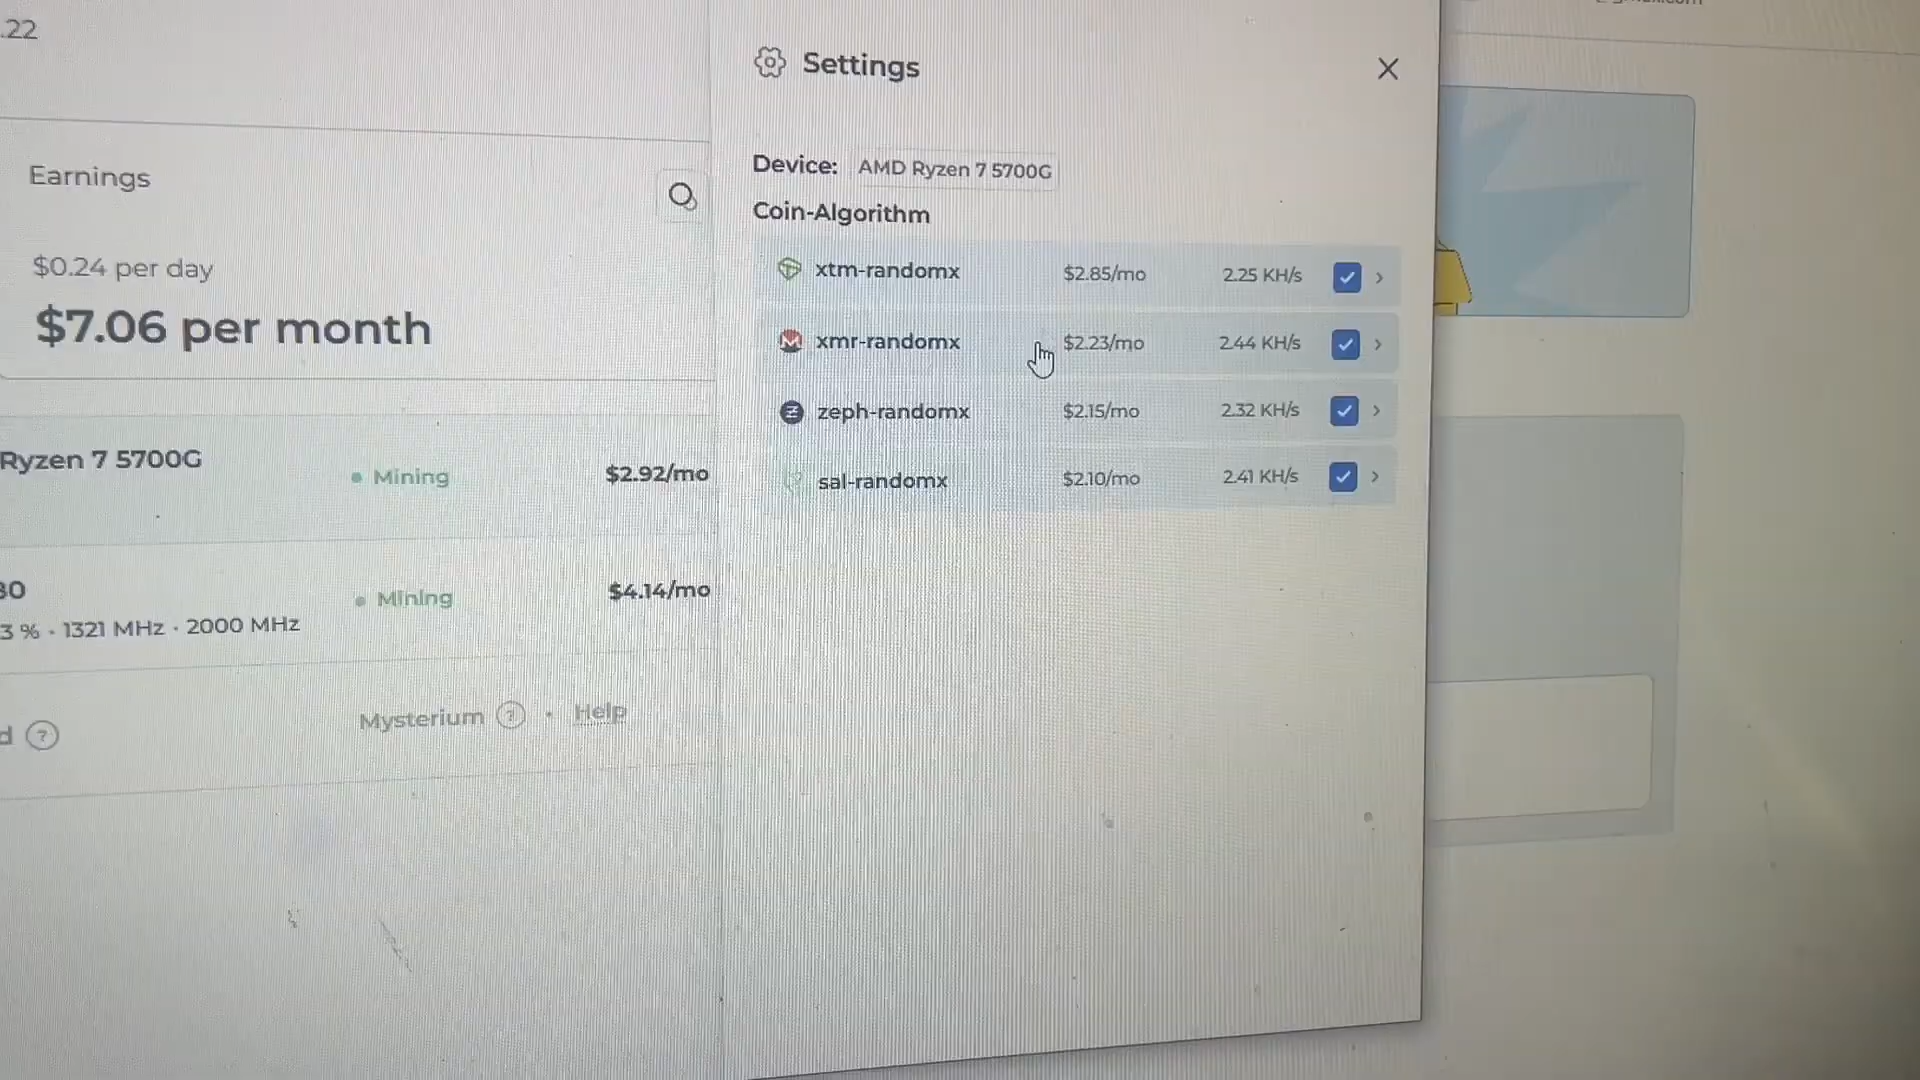 .22
Earnings
$0.24 per day
$7.06 per month
Ryzen 7 5700G
Mining
$2.92/mo
30
3 % · 1321 MHz · 2000 MHz
Mining
$4.14/mo
d ?
Mysterium ? · Help
Settings
Device: AMD Ryzen 7 5700G
Coin-Algorithm
xtm-randomx $2.85/mo 2.25 KH/s
xmr-randomx $2.23/mo 2.44 KH/s
zeph-randomx $2.15/mo 2.32 KH/s
sal-randomx $2.10/mo 2.41 KH/s